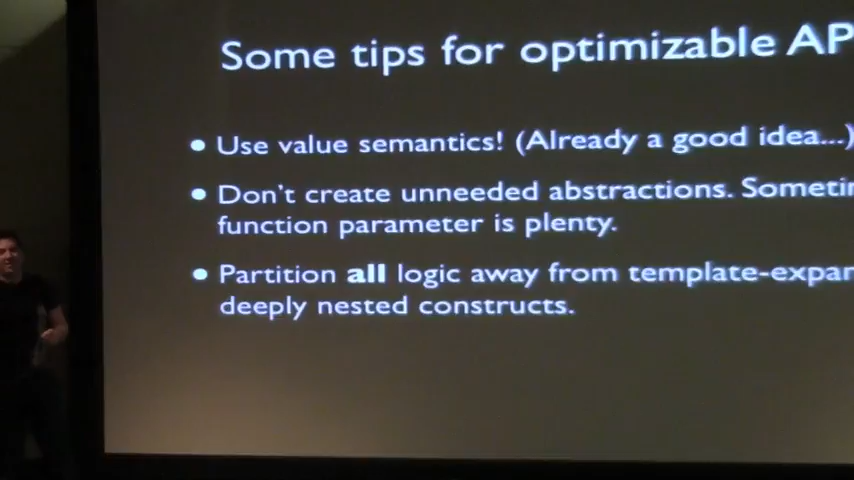 Some tips for optimizable AP
• Use value semantics! (Already a good idea...)
• Don't create unneeded abstractions. Someti
function parameter is plenty.
• Partition all logic away from template-expan
deeply nested constructs.